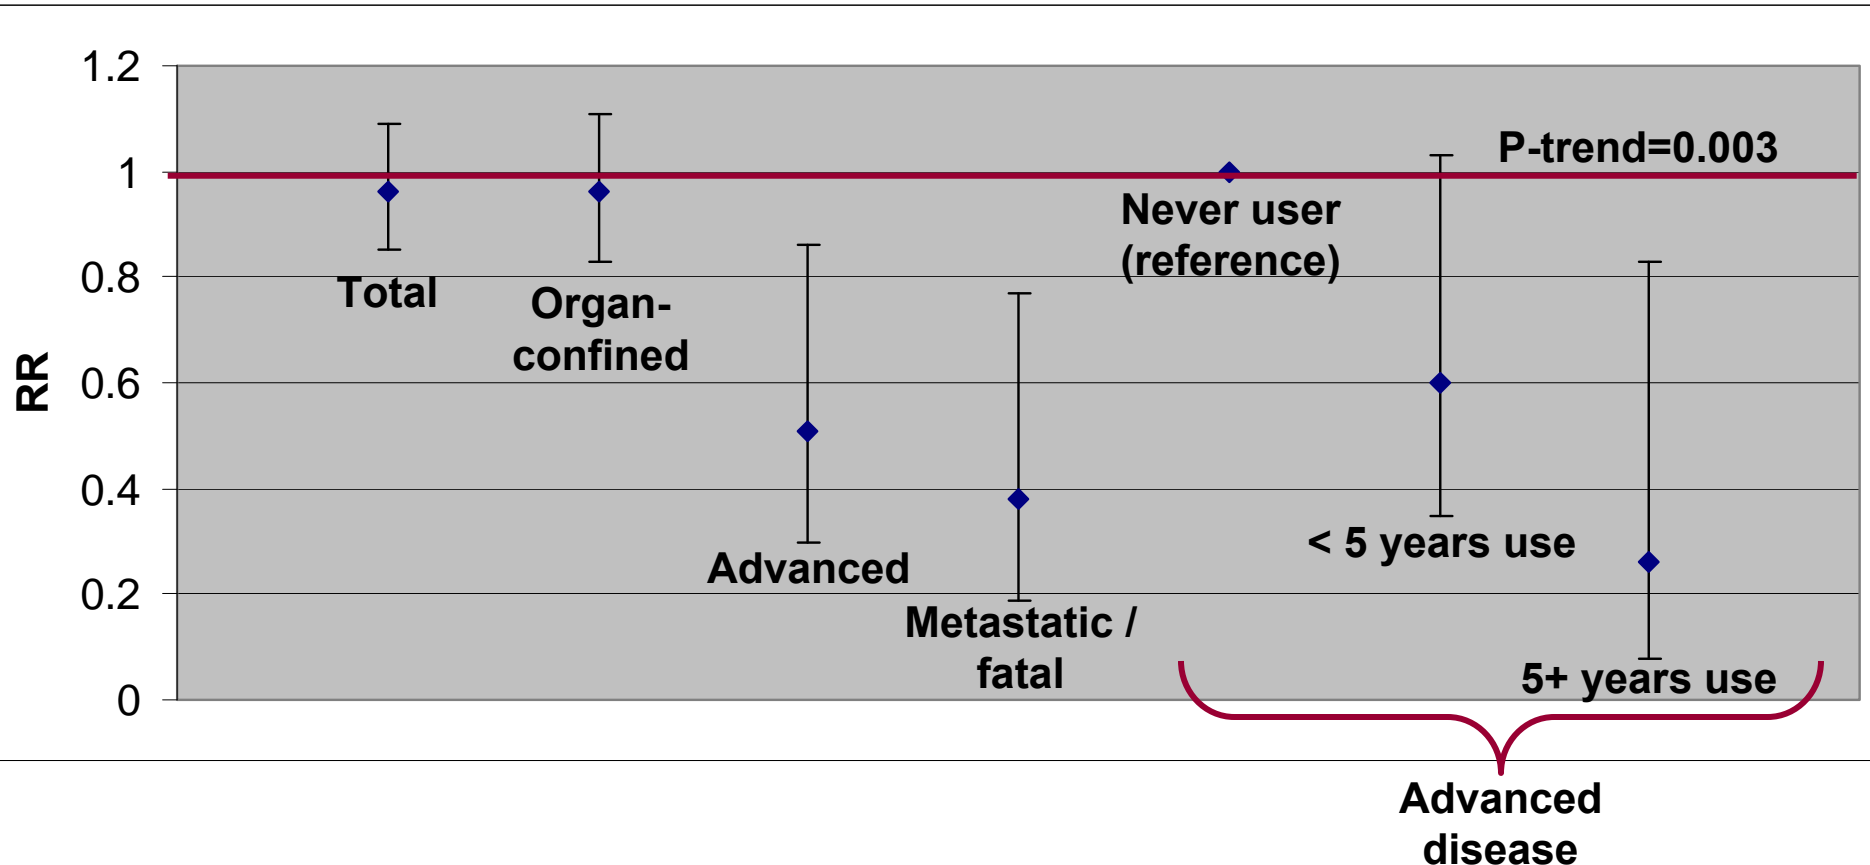 1.2
1
0.8
0.6
0.4
0.2
0
RR
Total
Organ-
confined
Advanced
Metastatic /
fatal
Never user
(reference)
P-trend=0.003
< 5 years use
5+ years use
Advanced
disease